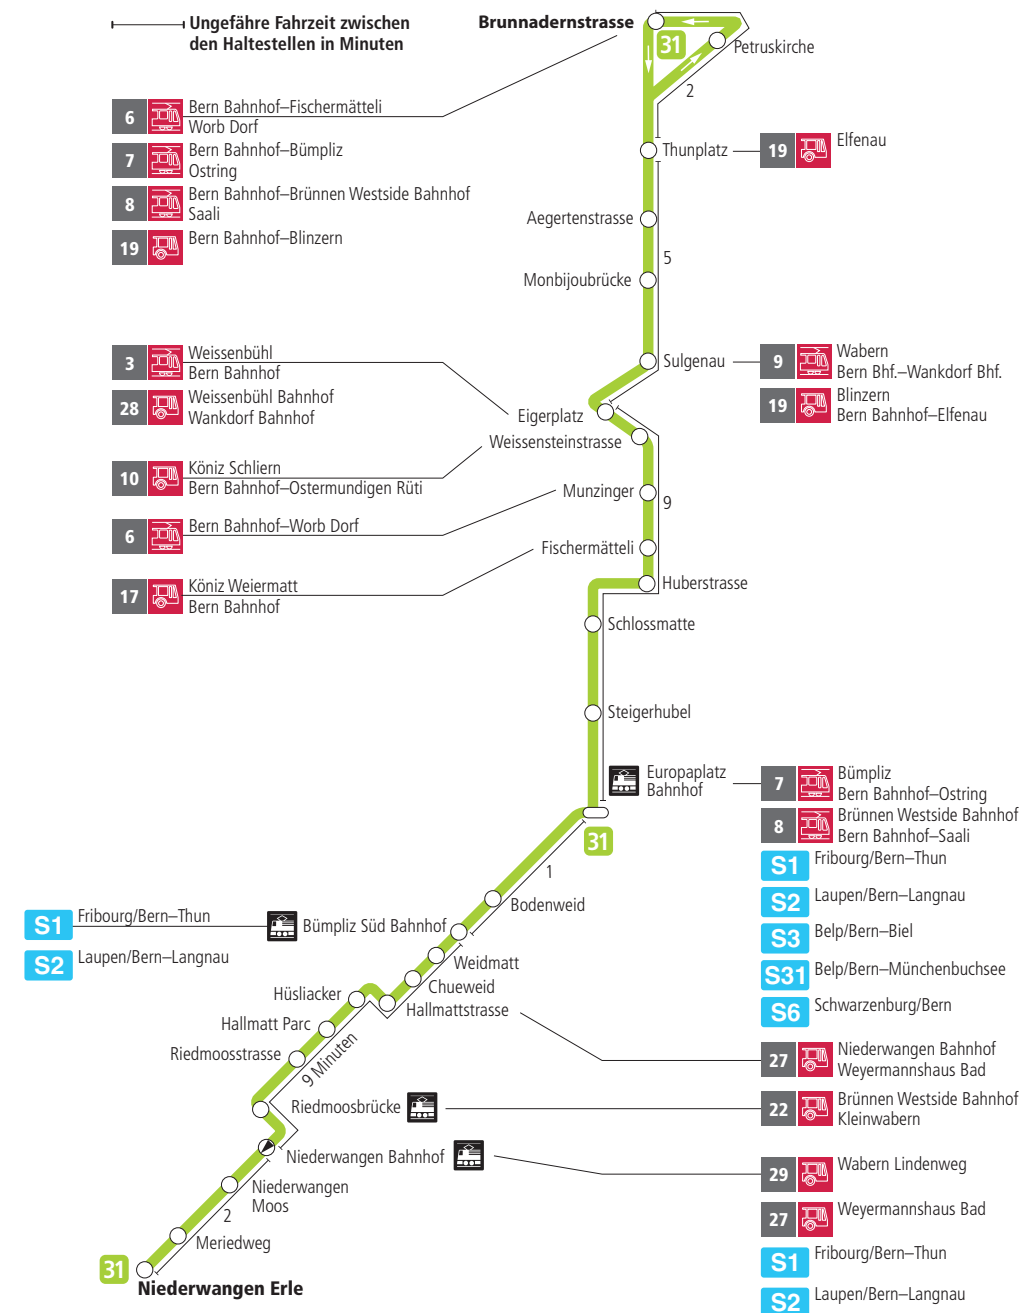 Ungefähre Fahrzeit zwischen
den Haltestellen in Minuten
Brunnadernstrasse
31
Petruskirche
2
6
Bern Bahnhof–Fischermätteli
Worb Dorf
7
Bern Bahnhof–Bümpliz
Ostring
8
Bern Bahnhof–Brünnen Westside Bahnhof
Saali
19
Bern Bahnhof–Blinzern
Thunplatz
19
Elfenau
Aegertenstrasse
5
Monbijoubrücke
Sulgenau
9
Wabern
Bern Bhf.–Wankdorf Bhf.
19
Blinzern
Bern Bahnhof–Elfenau
3
Weissenbühl
Bern Bahnhof
28
Weissenbühl Bahnhof
Wankdorf Bahnhof
Eigerplatz
Weissensteinstrasse
10
Köniz Schliern
Bern Bahnhof–Ostermundigen Rüti
Munzinger
9
6
Bern Bahnhof–Worb Dorf
Fischermätteli
17
Köniz Weiermatt
Bern Bahnhof
Huberstrasse
Schlossmatte
Steigerhubel
Europaplatz
Bahnhof
7
Bümpliz
Bern Bahnhof–Ostring
8
Brünnen Westside Bahnhof
Bern Bahnhof–Saali
S1
Fribourg/Bern–Thun
S2
Laupen/Bern–Langnau
S3
Belp/Bern–Biel
S31
Belp/Bern–Münchenbuchsee
S6
Schwarzenburg/Bern
31
1
Bodenweid
S1
Fribourg/Bern–Thun
S2
Laupen/Bern–Langnau
Bümpliz Süd Bahnhof
Weidmatt
Chueweid
Hüsliacker
Hallmattstrasse
Hallmatt Parc
Riedmoosstrasse
9 Minuten
27
Niederwangen Bahnhof
Weyermannshaus Bad
Riedmoosbrücke
22
Brünnen Westside Bahnhof
Kleinwabern
Niederwangen Bahnhof
29
Wabern Lindenweg
27
Weyermannshaus Bad
S1
Fribourg/Bern–Thun
S2
Laupen/Bern–Langnau
Niederwangen
Moos
2
Meriedweg
31
Niederwangen Erle